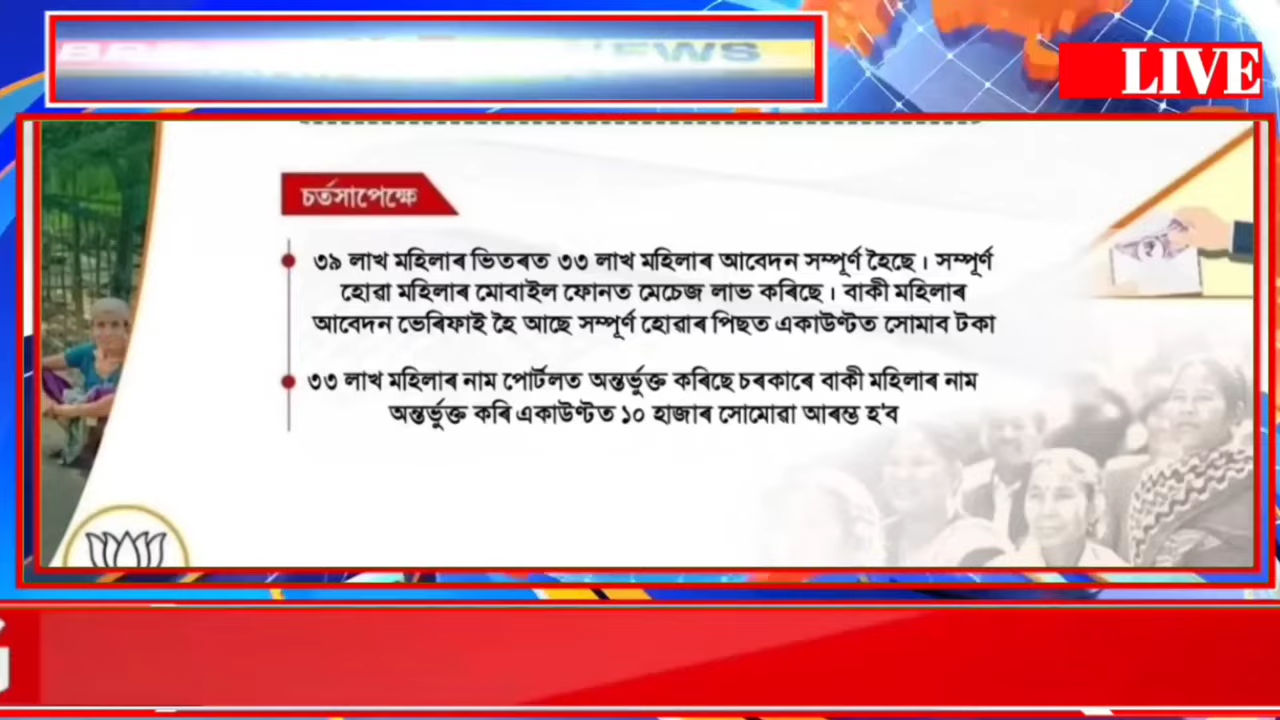 NEWS
LIVE
চৰ্তসাপেক্ষে
৩৯ লাখ মহিলাৰ ভিতৰত ৩৩ লাখ মহিলাৰ আবেদন সম্পূৰ্ণ হৈছে। সম্পূৰ্ণ
হোৱা মহিলাৰ মোবাইল ফোনত মেচেজ লাভ কৰিছে। বাকী মহিলাৰ
আবেদন ভেৰিফাই হৈ আছে সম্পূৰ্ণ হোৱাৰ পিছত একাউণ্টত সোমাব টকা
৩৩ লাখ মহিলাৰ নাম পোৰ্টলত অন্তৰ্ভুক্ত কৰিছে চৰকাৰে বাকী মহিলাৰ নাম
অন্তৰ্ভুক্ত কৰি একাউণ্টত ১০ হাজাৰ সোমোৱা আৰম্ভ হ'ব